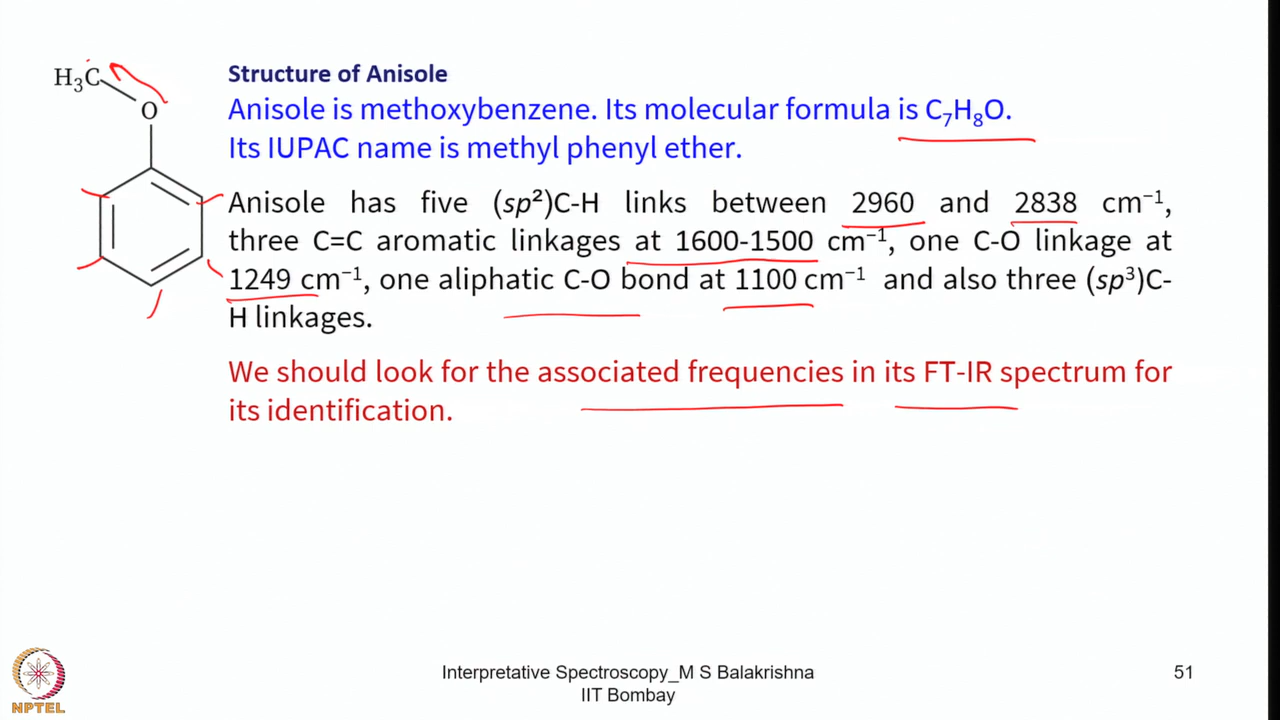 H₃C
O
Structure of Anisole
Anisole is methoxybenzene. Its molecular formula is C₇H₈O.
Its IUPAC name is methyl phenyl ether.
Anisole has five (sp²)C-H links between 2960 and 2838 cm⁻¹,
three C=C aromatic linkages at 1600-1500 cm⁻¹, one C-O linkage at
1249 cm⁻¹, one aliphatic C-O bond at 1100 cm⁻¹ and also three (sp³)C-
H linkages.
We should look for the associated frequencies in its FT-IR spectrum for
its identification.
NPTEL
Interpretative Spectroscopy_M S Balakrishna
IIT Bombay
51